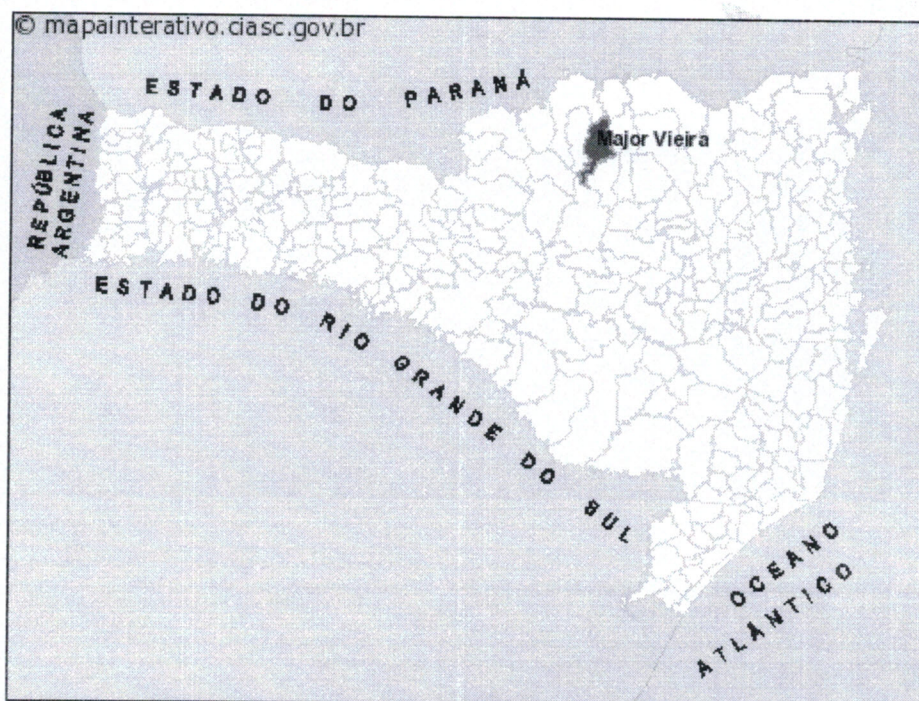 © mapainterativo.ciasc.gov.br
ESTADO DO PARANÁ
REPÚBLICA
ARGENTINA
Major Vieira
ESTADO DO RIO GRANDE DO SUL
OCEANO
ATLÂNTICO